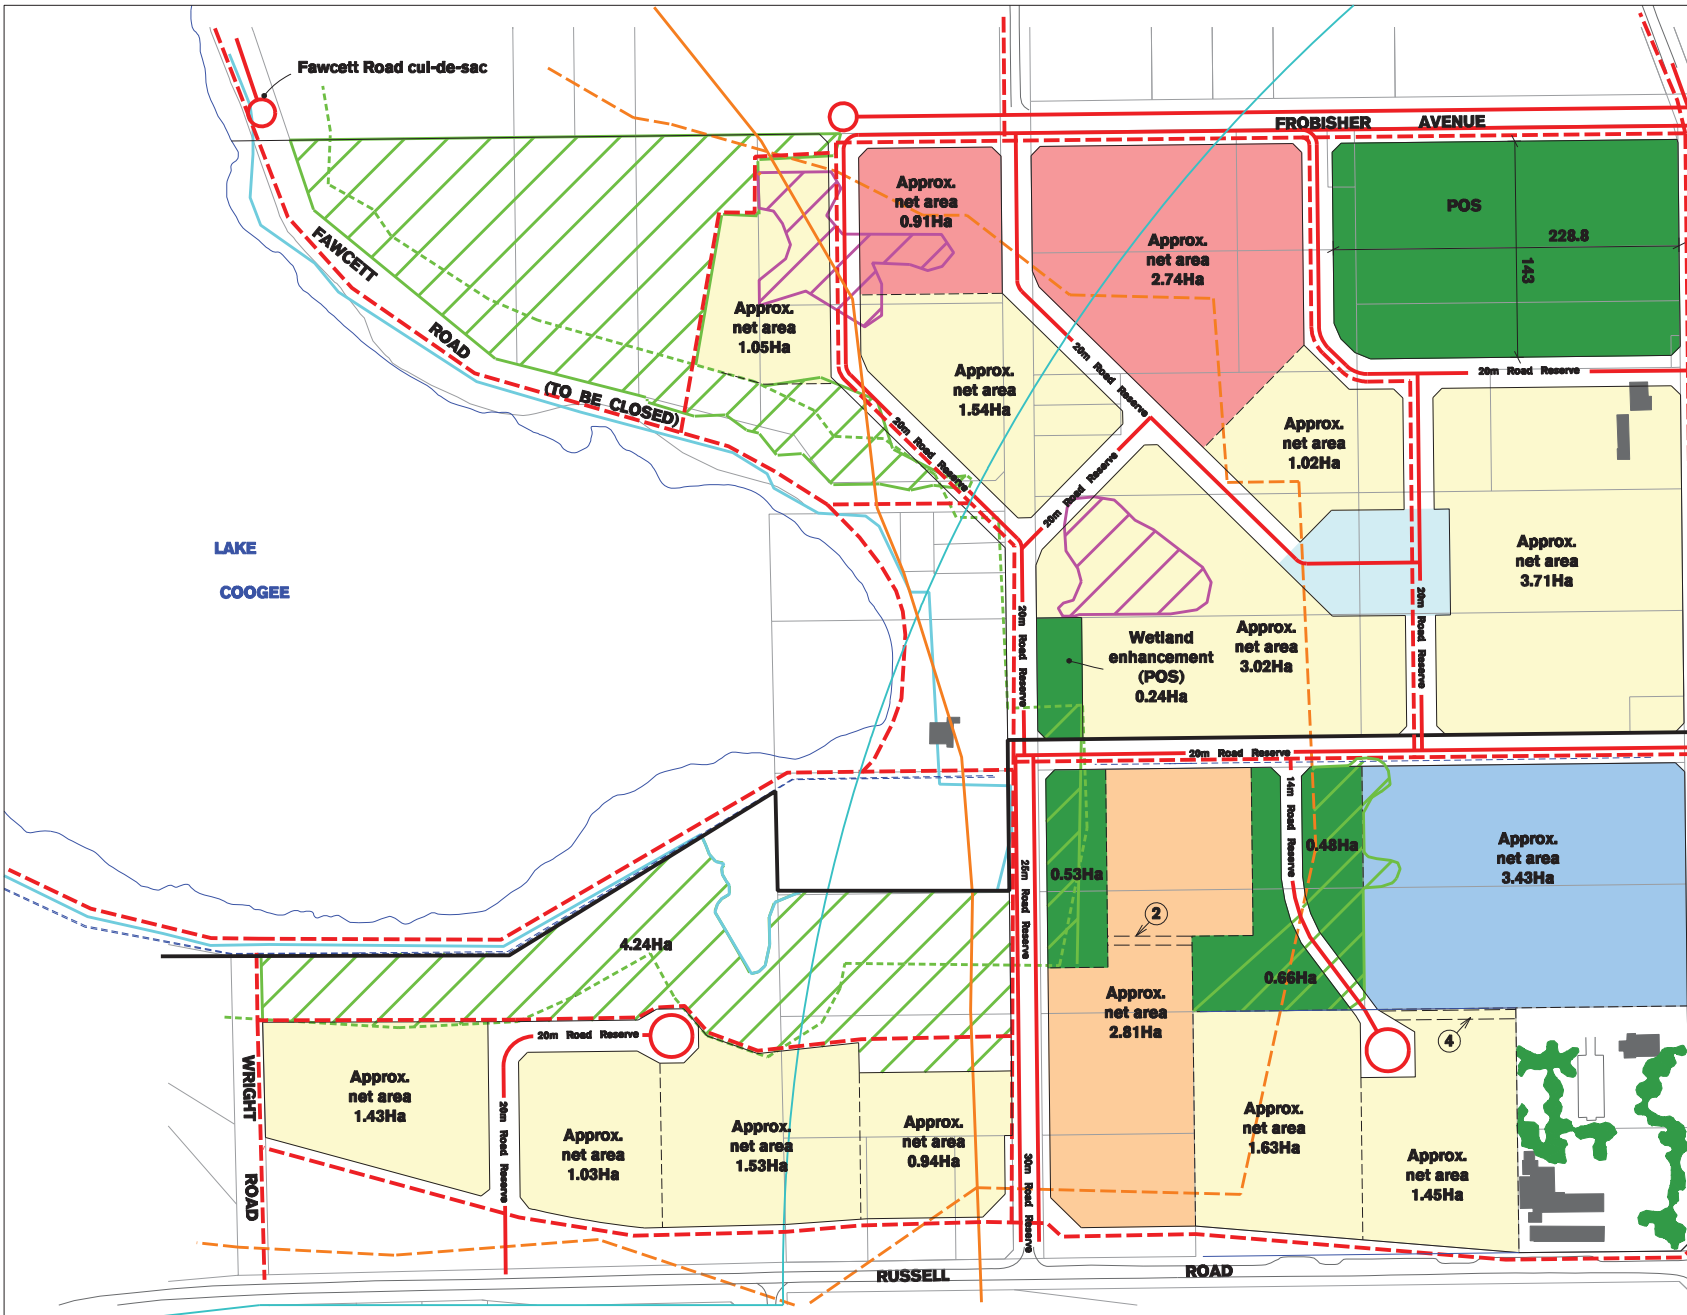 Fawcett Road cul-de-sac
FROBISHER AVENUE
Approx.
net area
0.91Ha
POS
228.8
143
Approx.
net area
2.74Ha
FAWCETT
ROAD
(TO BE CLOSED)
Approx.
net area
1.05Ha
20m Road Reserve
20m Road Reserve
Approx.
net area
1.54Ha
20m Road Reserve
Approx.
net area
1.02Ha
20m Road Reserve
LAKE
COOGEE
Approx.
net area
3.71Ha
20m Road Reserve
20m Road Reserve
Wetland
enhancement
(POS)
0.24Ha
Approx.
net area
3.02Ha
20m Road Reserve
14m Road Reserve
0.48Ha
0.53Ha
Approx.
net area
3.43Ha
25m Road Reserve
2
4.24Ha
0.66Ha
Approx.
net area
2.81Ha
20m Road Reserve
4
WRIGHT
ROAD
Approx.
net area
1.43Ha
20m Road Reserve
Approx.
net area
1.03Ha
Approx.
net area
1.53Ha
Approx.
net area
0.94Ha
30m Road Reserve
Approx.
net area
1.63Ha
Approx.
net area
1.45Ha
RUSSELL ROAD